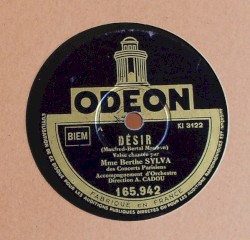 ODEON
BIEM
A
KI 3122
DÉSIR
Valse chantée par
Mme Berthe SYLVA
des Concerts Parisiens
Accompagnement d'Orchestre
Direction A. CADOU
165.942
FABRIQUÉ EN FRANCE